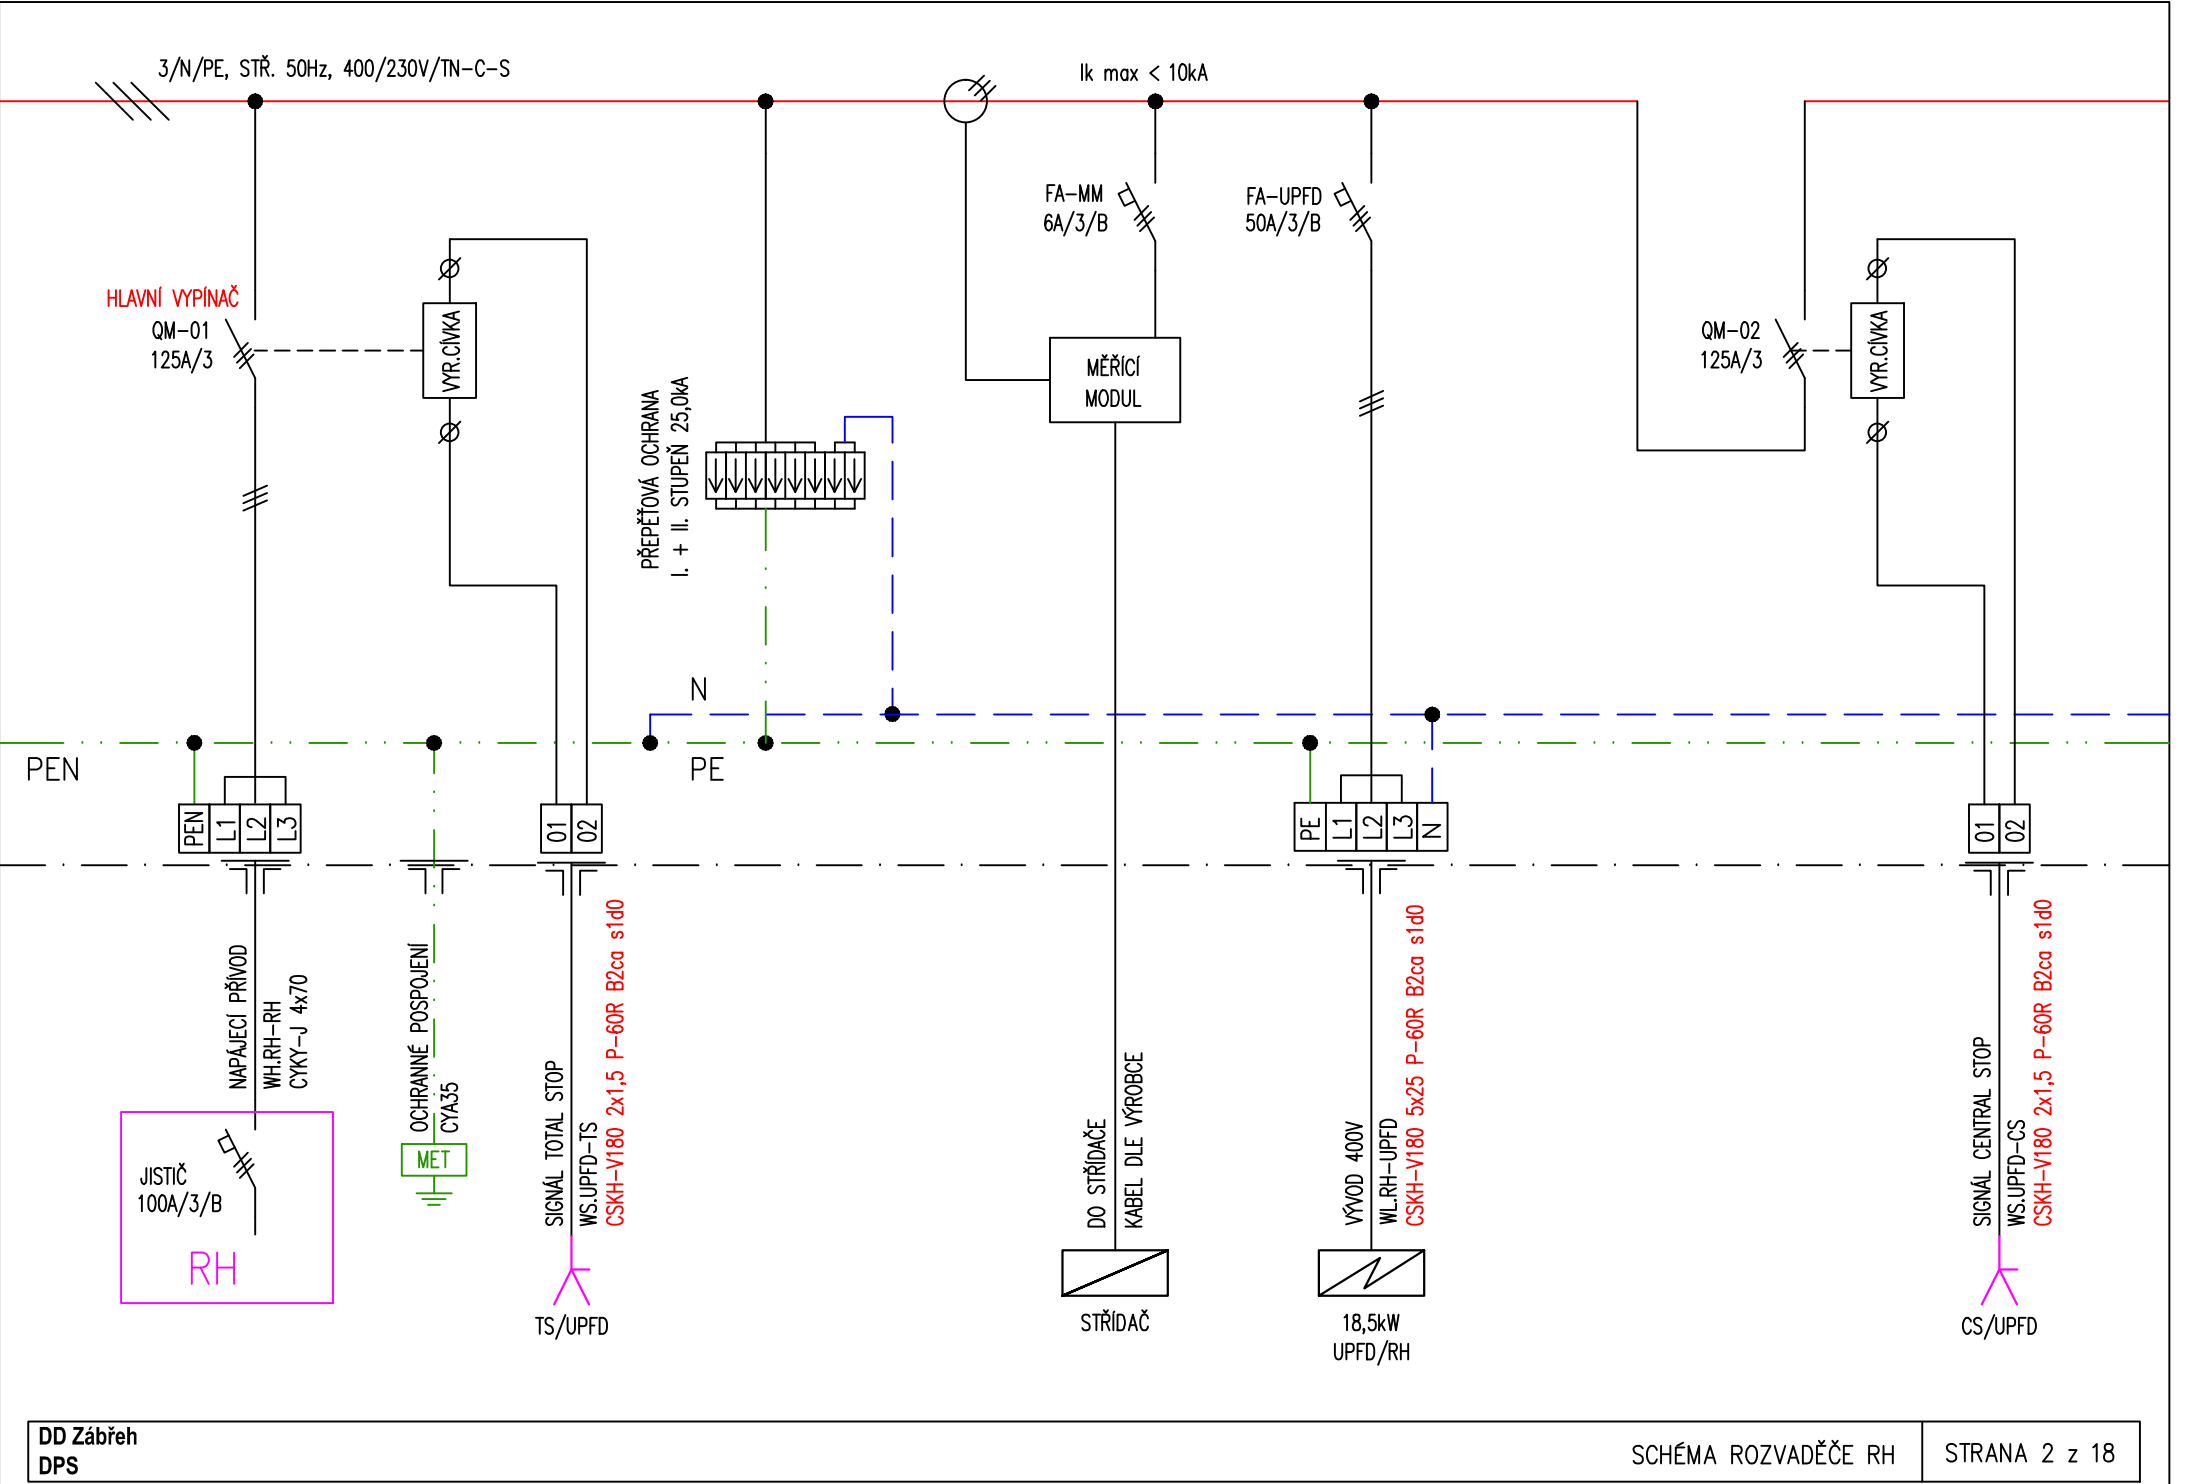 3/N/PE, STŘ. 50Hz, 400/230V/TN-C-S
Ik max < 10kA
HLAVNÍ VYPÍNAČ
QM-01
125A/3
VYR.CÍVKA
PŘEPĚŤOVÁ OCHRANA
I. + II. STUPEŇ 25,0kA
FA-MM
6A/3/B
MĚŘÍCÍ
MODUL
FA-UPFD
50A/3/B
QM-02
125A/3
VYR.CÍVKA
N
PEN
PE
PEN
L1
L2
L3
01
02
PE
L1
L2
L3
N
01
02
NAPÁJECÍ PŘÍVOD
WH.RH-RH
CYKY-J 4x70
OCHRANNÉ POSPOJENÍ
CYA35
SIGNÁL TOTAL STOP
WS.UPFD-TS
CSKH-V180 2x1,5 P-60R B2ca s1d0
DO STŘÍDAČE
KABEL DLE VÝROBCE
VÝVOD 400V
WL.RH-UPFD
CSKH-V180 5x25 P-60R B2ca s1d0
SIGNÁL CENTRAL STOP
WS.UPFD-CS
CSKH-V180 2x1,5 P-60R B2ca s1d0
JISTIČ
100A/3/B
RH
MET
TS/UPFD
STŘÍDAČ
18,5kW
UPFD/RH
CS/UPFD
DD Zábřeh
DPS
SCHÉMA ROZVADĚČE RH
STRANA 2 z 18